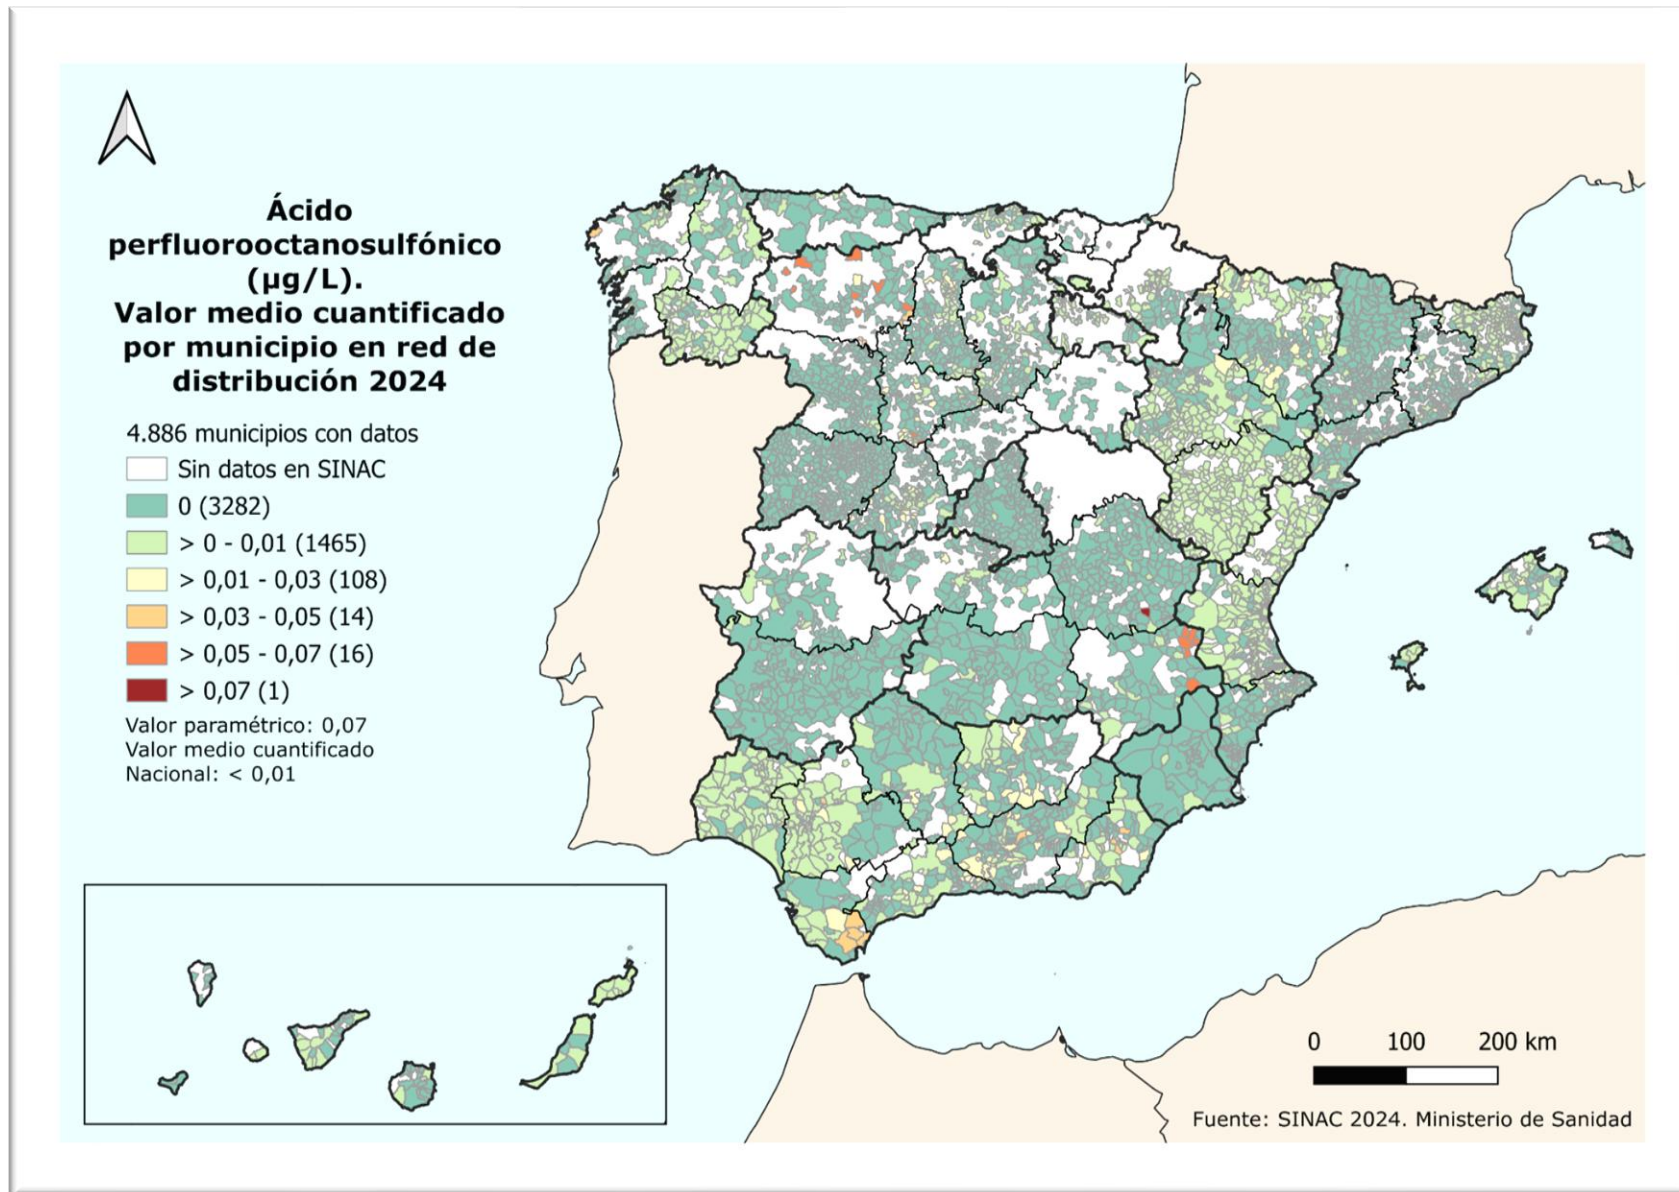 Ácido
perfluorooctanosulfónico
(µg/L).
Valor medio cuantificado
por municipio en red de
distribución 2024
4.886 municipios con datos
Sin datos en SINAC
0 (3282)
> 0 - 0,01 (1465)
> 0,01 - 0,03 (108)
> 0,03 - 0,05 (14)
> 0,05 - 0,07 (16)
> 0,07 (1)
Valor paramétrico: 0,07
Valor medio cuantificado
Nacional: < 0,01
0 100 200 km
Fuente: SINAC 2024. Ministerio de Sanidad